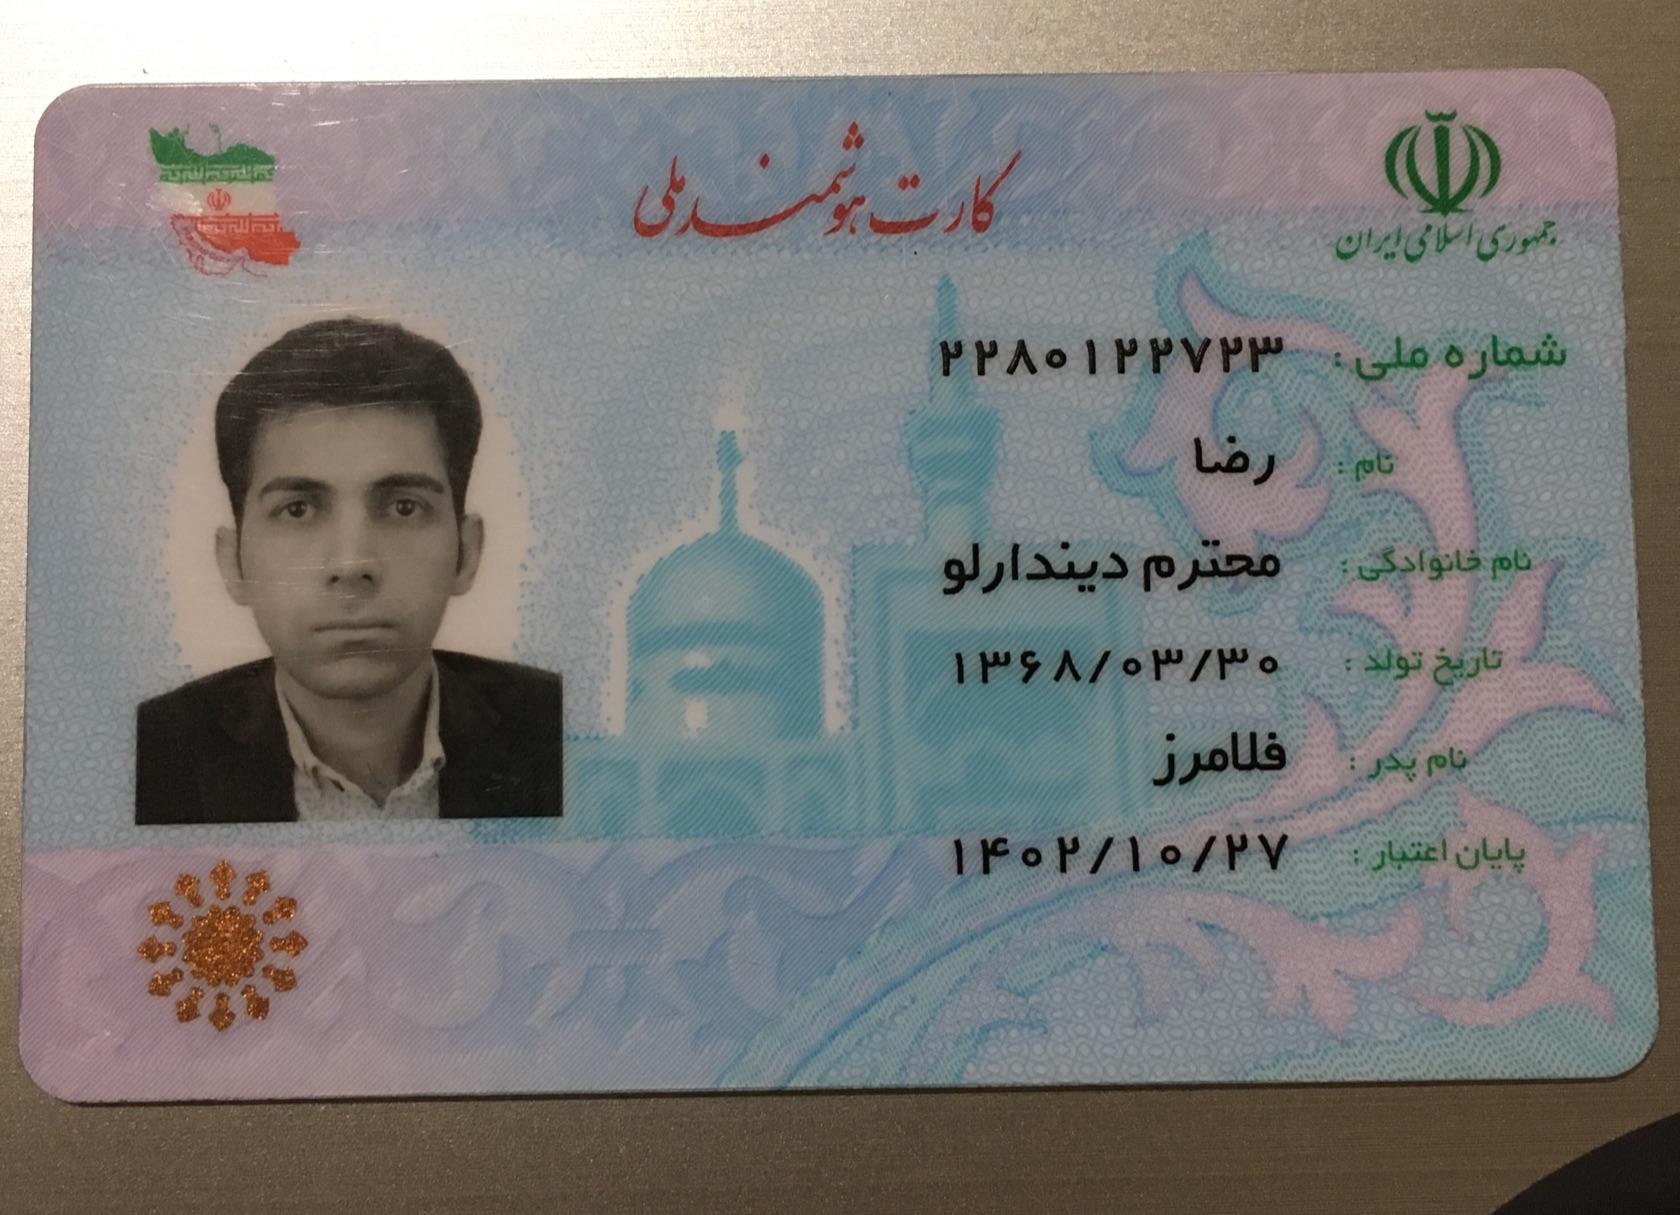 جمهوری اسلامی ایران
کارت هوشمند ملی
شماره ملی : ۲۲۸۰۱۲۲۷۲۳
نام : رضا
نام خانوادگی : محترم دیندارلو
تاریخ تولد : ۱۳۶۸/۰۳/۳۰
نام پدر : فلامرز
پایان اعتبار : ۱۴۰۲/۱۰/۲۷